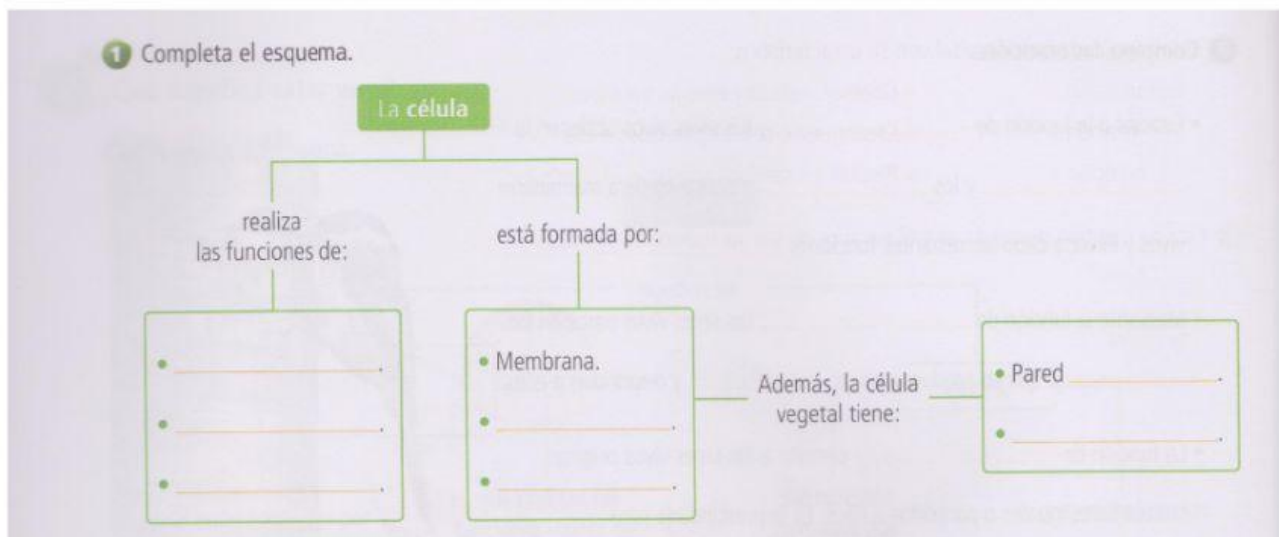 1 Completa el esquema.
La célula
realiza
las funciones de:
está formada por:
• .
• .
• .
• Membrana.
• .
• .
Además, la célula
vegetal tiene:
• Pared .
• .